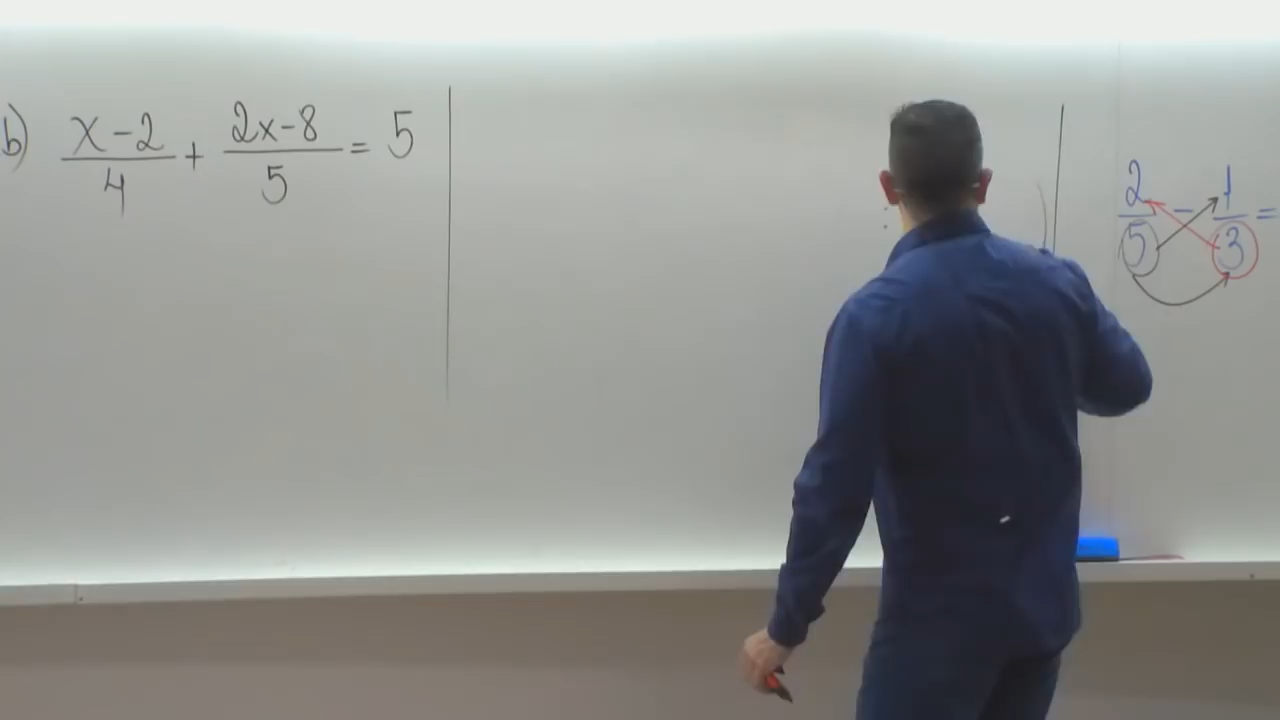 b) (x-2)/4 + (2x-8)/5 = 5
2/5 - 1/3 =